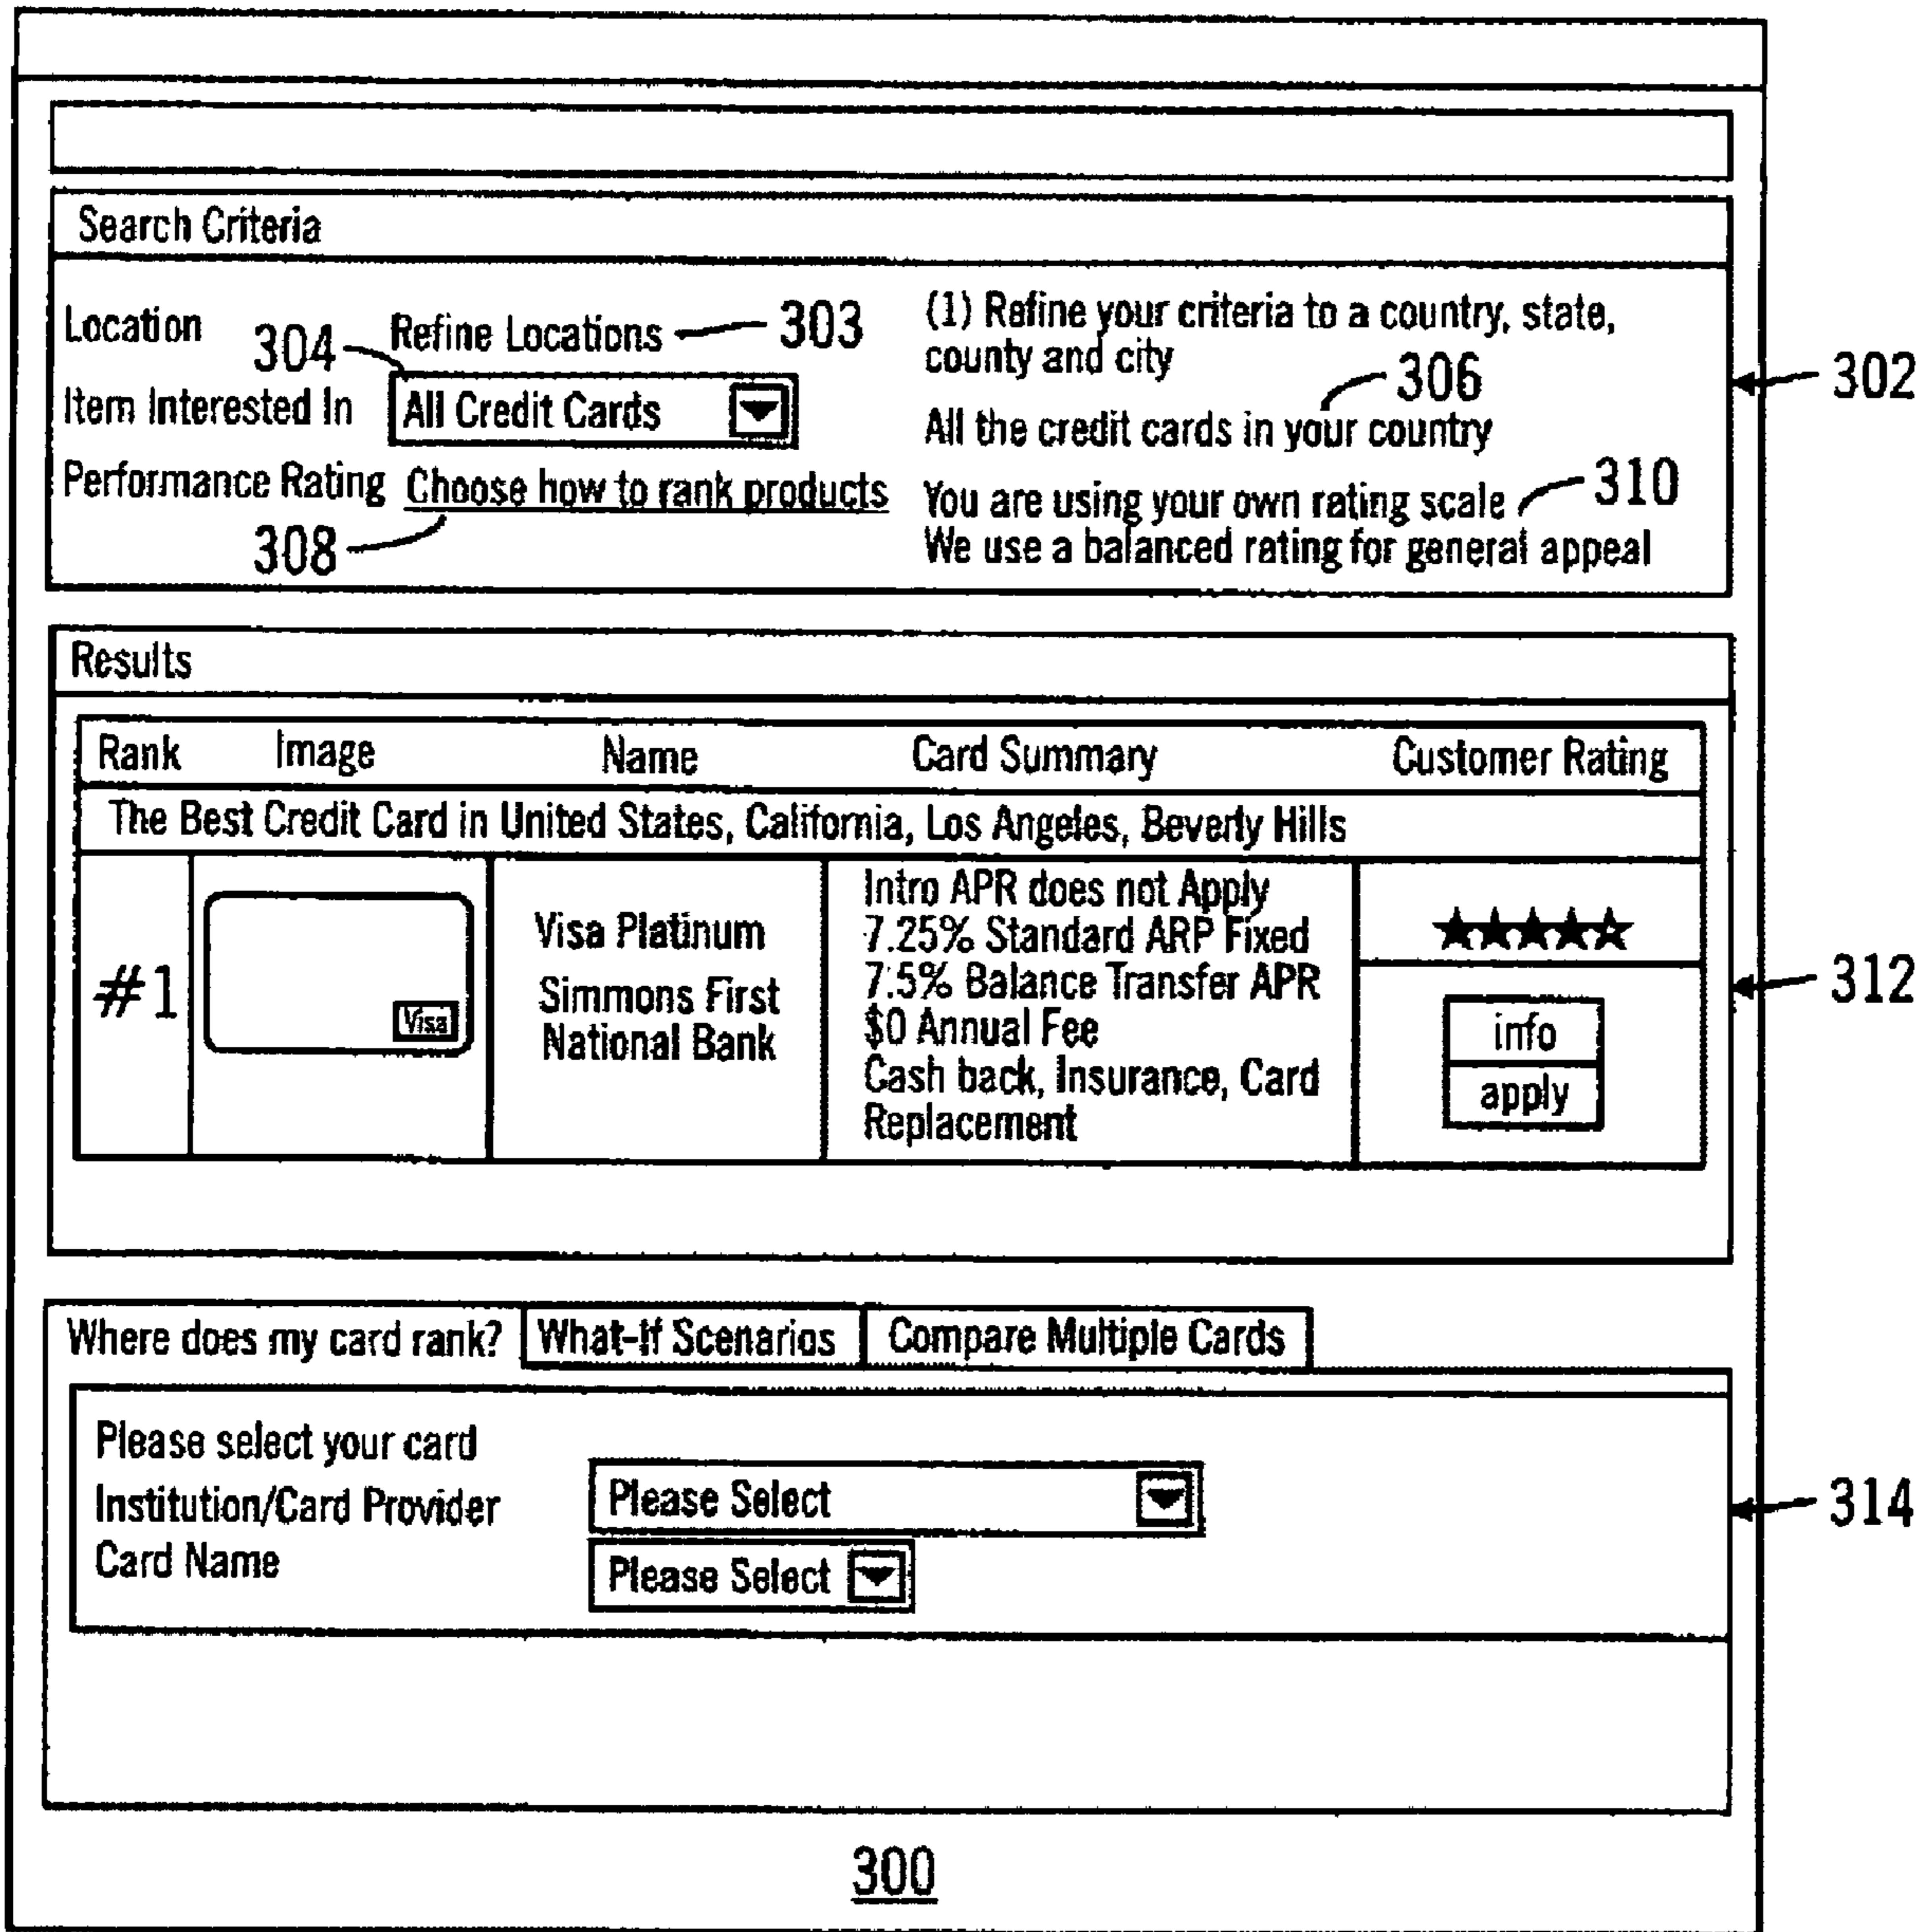 Search Criteria
Location
304
Refine Locations
303
(1) Refine your criteria to a country, state,
county and city
306
302
Item Interested In
All Credit Cards
All the credit cards in your country
Performance Rating
Choose how to rank products
308
You are using your own rating scale
310
We use a balanced rating for general appeal
Results
Rank Image Name Card Summary Customer Rating
The Best Credit Card in United States, California, Los Angeles, Beverly Hills
#1
Visa
Visa Platinum
Simmons First
National Bank
Intro APR does not Apply
7.25% Standard ARP Fixed
7.5% Balance Transfer APR
$0 Annual Fee
Cash back, Insurance, Card
Replacement
info
apply
312
Where does my card rank? What-If Scenarios Compare Multiple Cards
Please select your card
Institution/Card Provider
Please Select
314
Card Name
Please Select
300